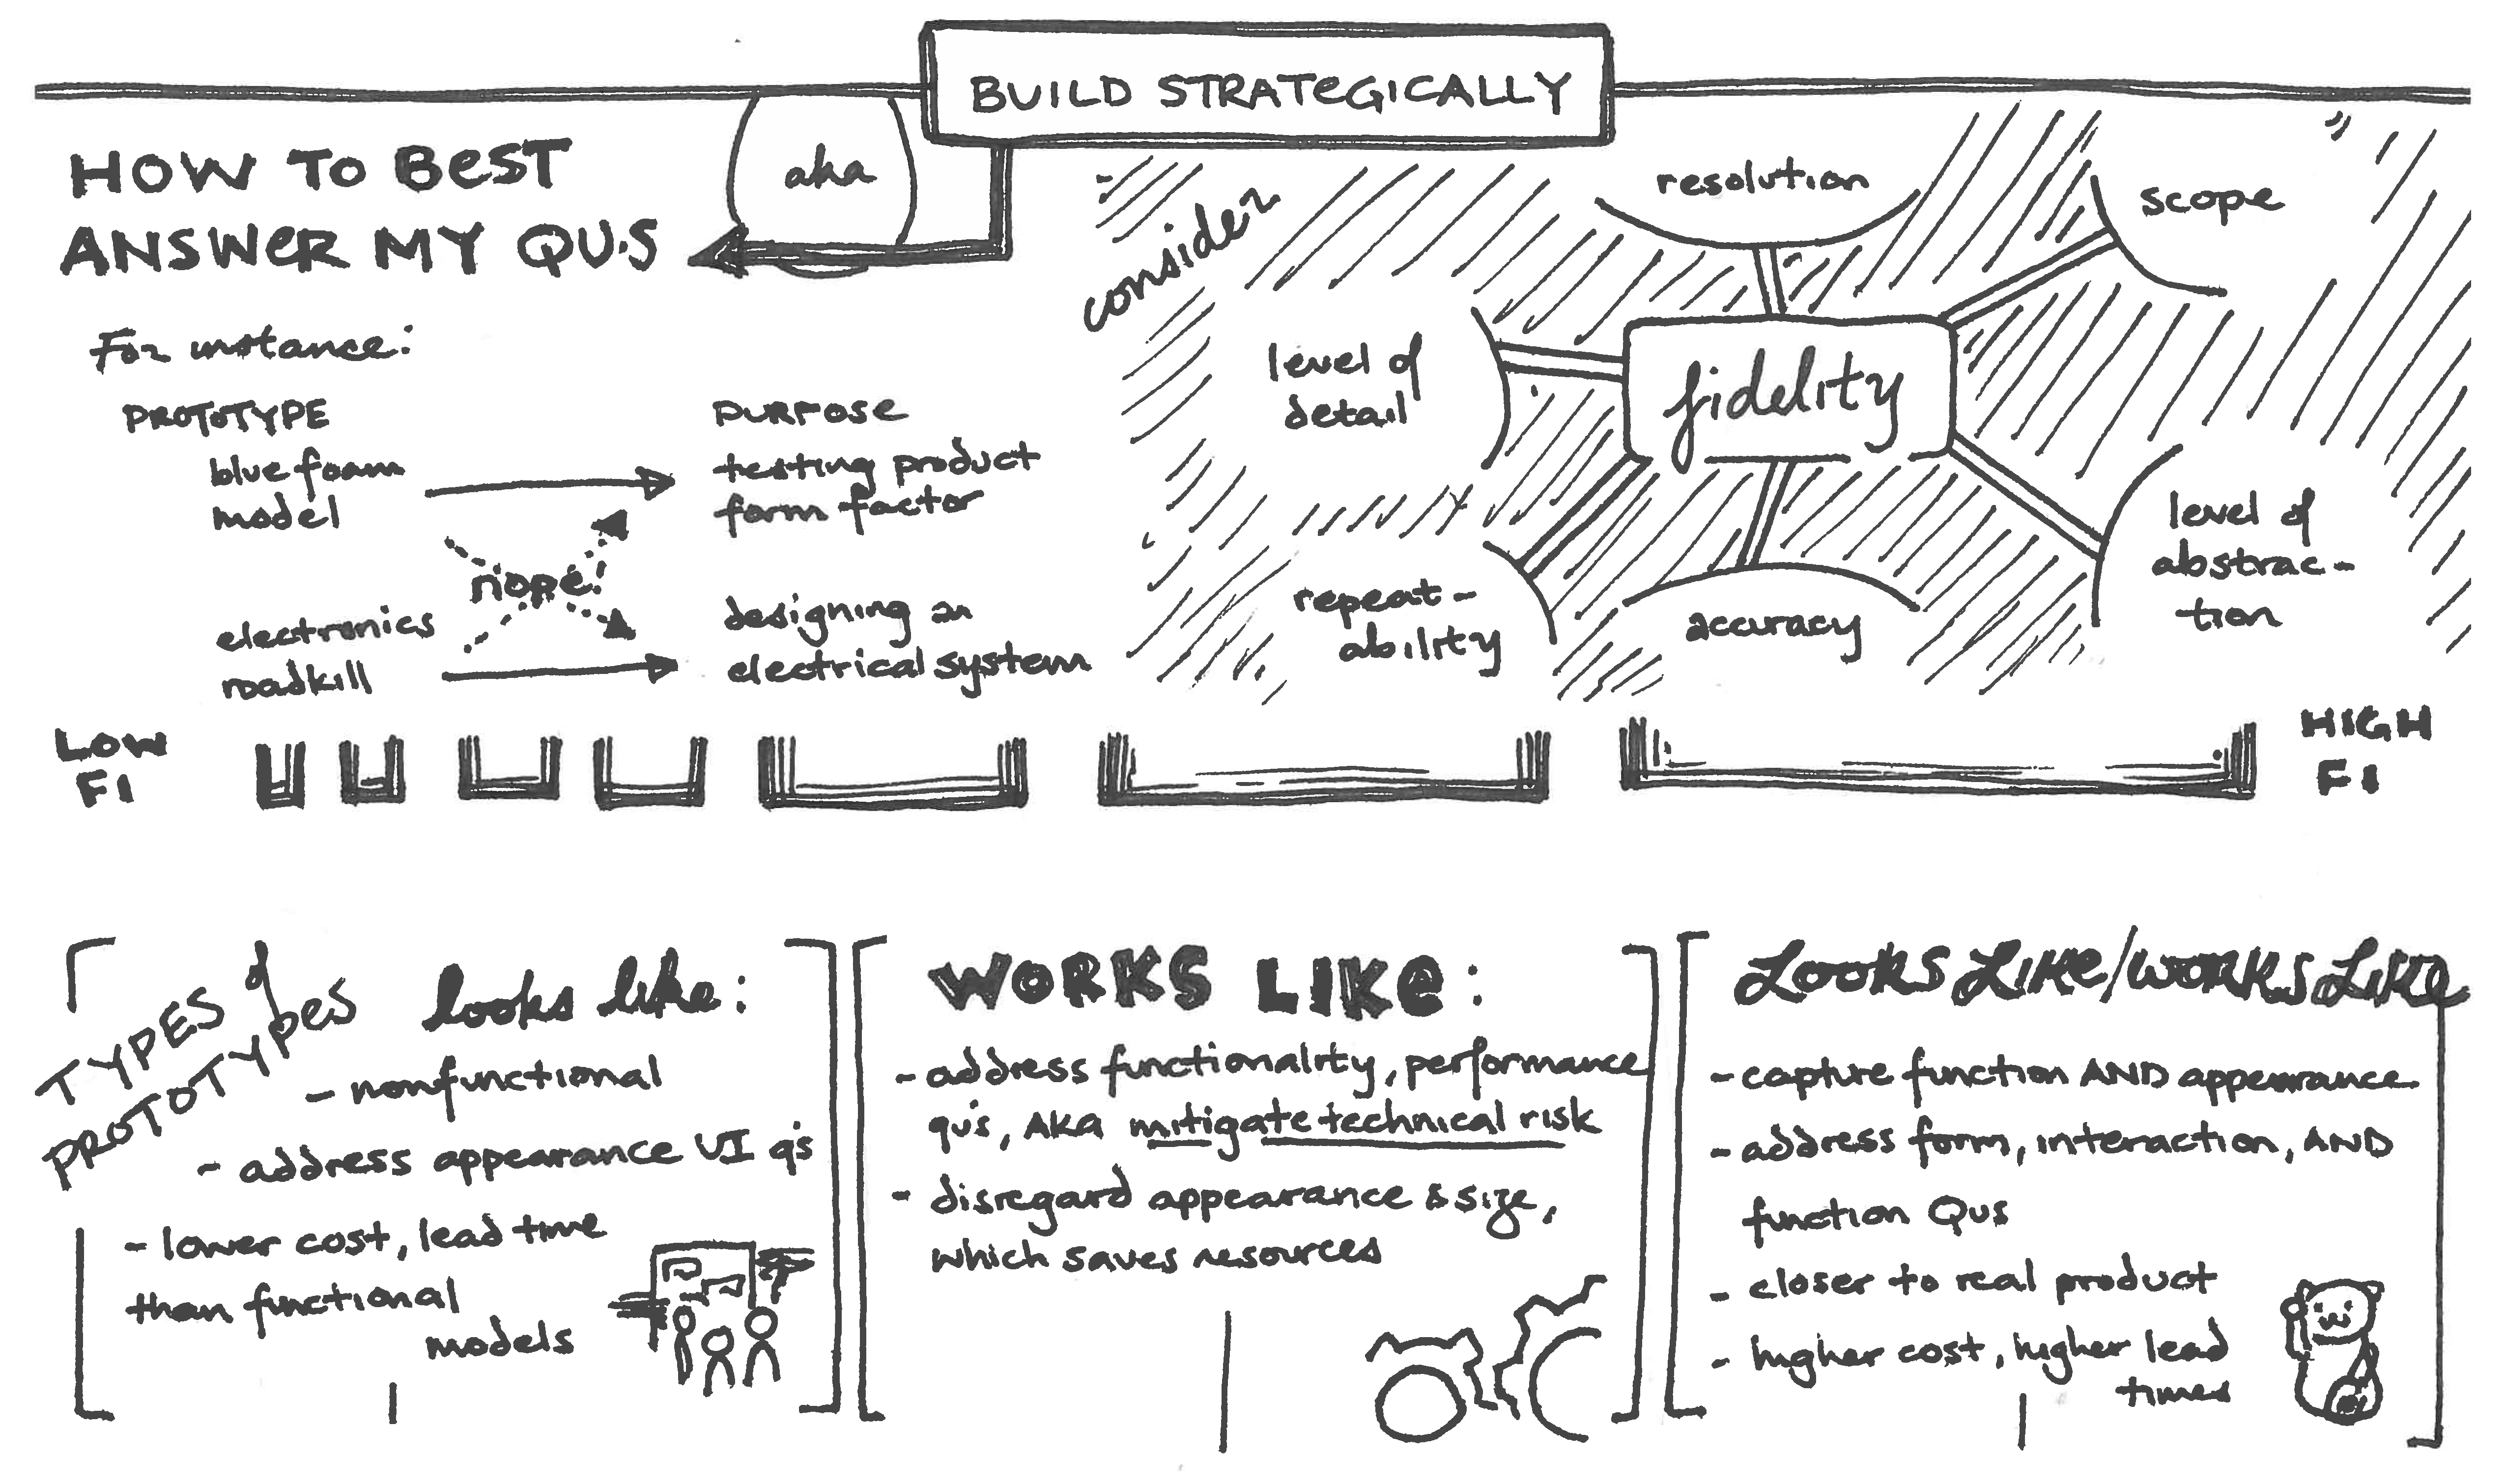 BUILD STRATEGICALLY
aka
HOW TO BEST
ANSWER MY QU.S
For instance:
PROTOTYPE
blue foam
model
electronics
roadkill
nope!
PURPOSE
testing product
form factor
designing an
electrical system
consider
fidelity
resolution
scope
level of
detail
level of
abstrac-
tion
repeat-
ability
accuracy
LOW
FI
HIGH
FI
TYPES of
PROTOTYPES
looks like:
- nonfunctional
- address appearance UI q's
- lower cost, lead time
than functional
models
WORKS LIKE:
- address functionality, performance
qu's, AKA mitigate technical risk
- disregard appearance & size,
which saves resources
LOOKS LIKE/WORKS LIKE
- capture function AND appearance
- address form, interaction, AND
function Qus
- closer to real product
- higher cost, higher lead
times